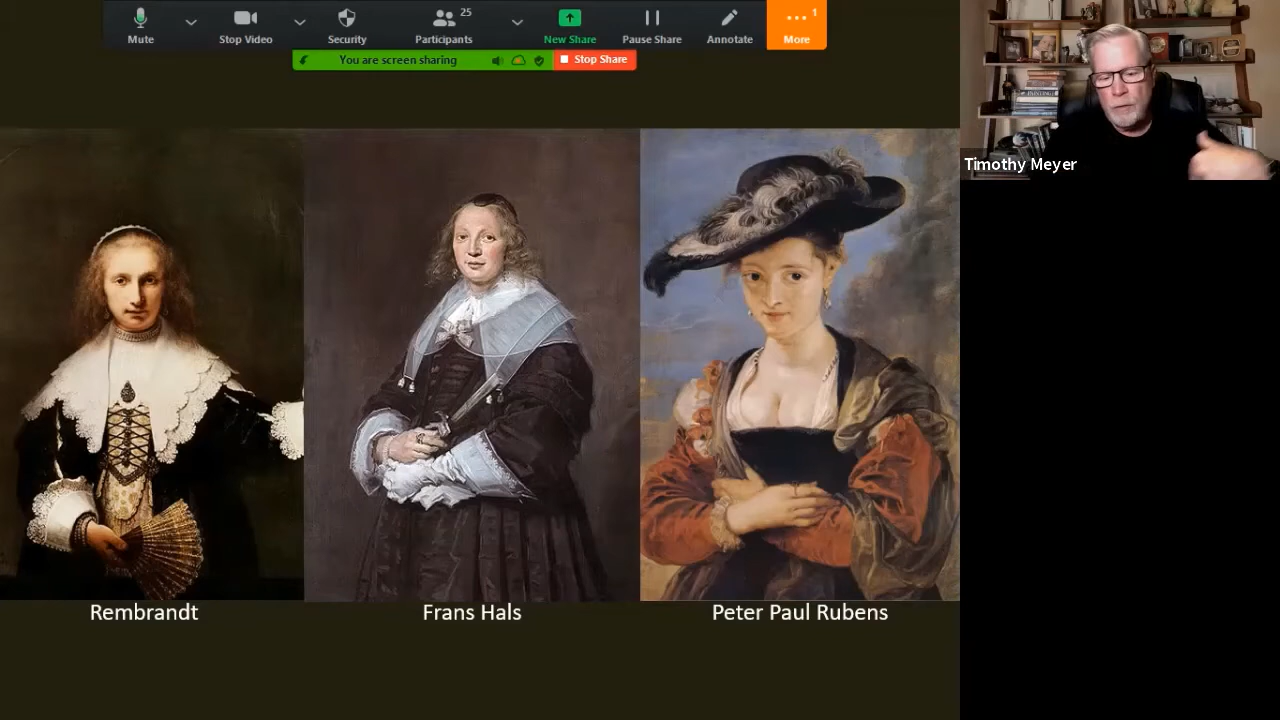 25
1
Mute
Stop Video
Security
Participants
New Share
Pause Share
Annotate
More
You are screen sharing
Stop Share
Timothy Meyer
Rembrandt
Frans Hals
Peter Paul Rubens